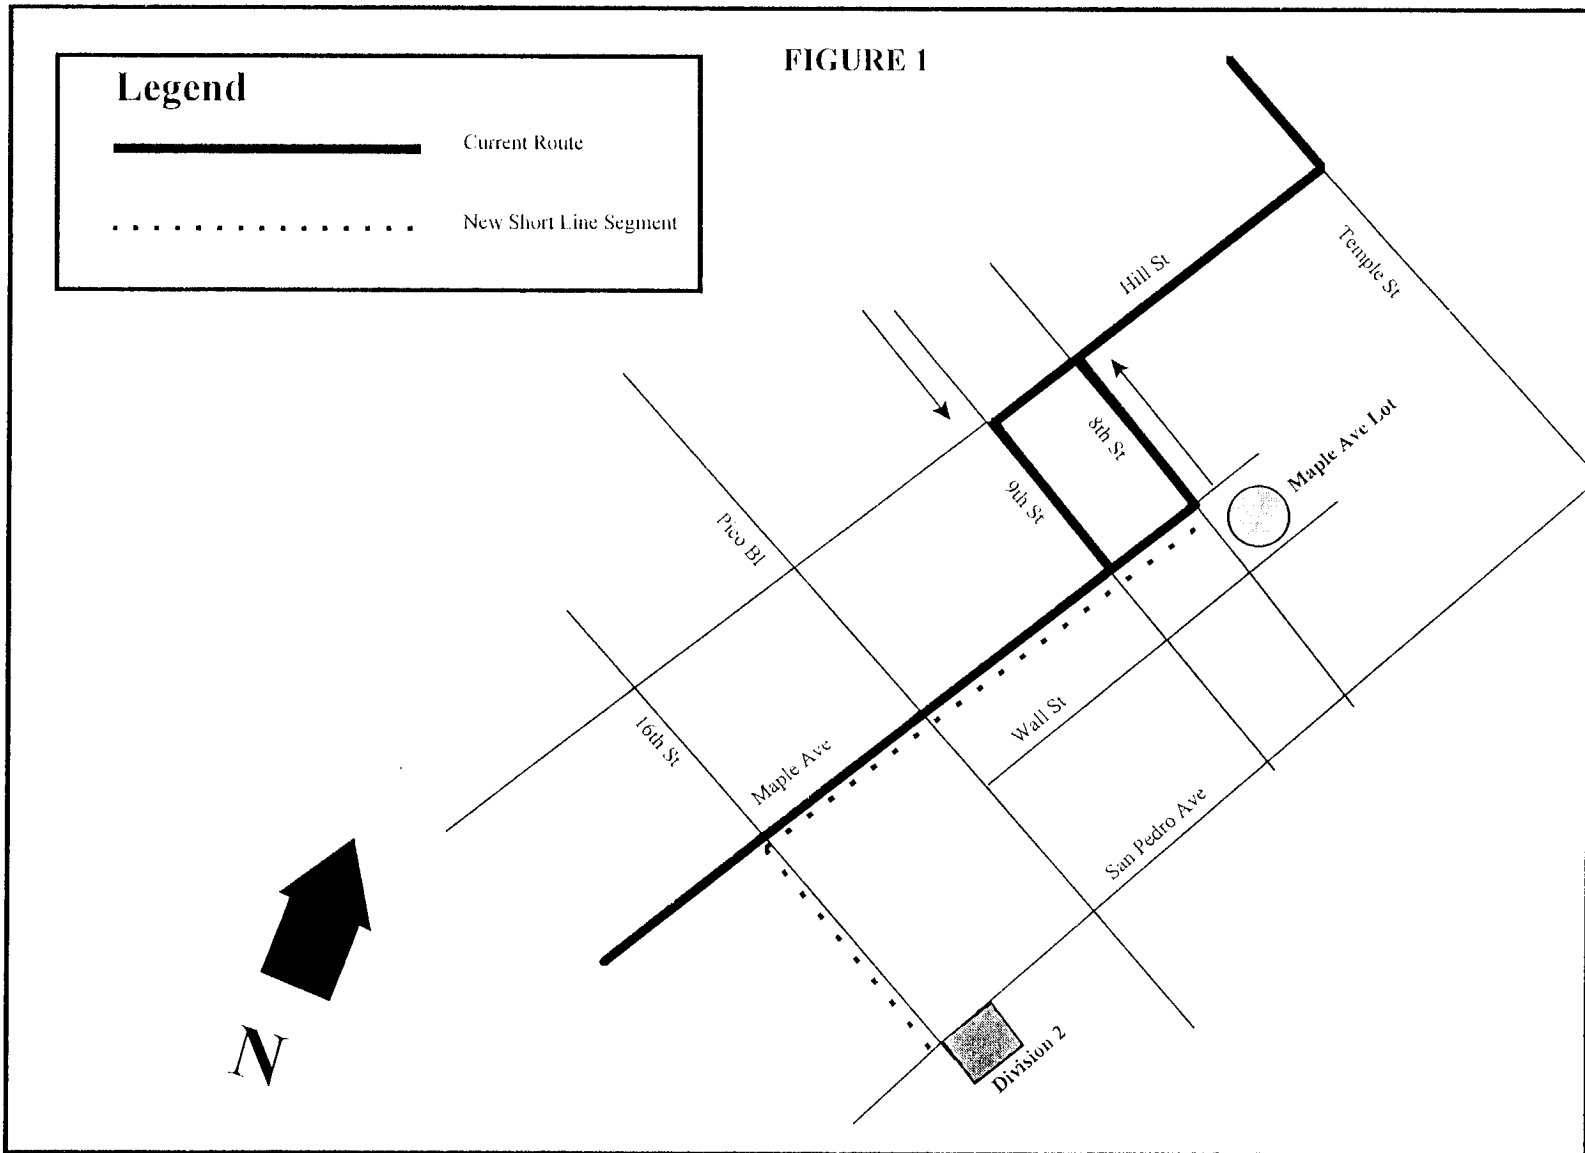 FIGURE 1
Legend
Current Route
New Short Line Segment
Hill St
Temple St
8th St
Maple Ave Lot
9th St
Pico Bl
16th St
Maple Ave
Wall St
San Pedro Ave
Division 2
N